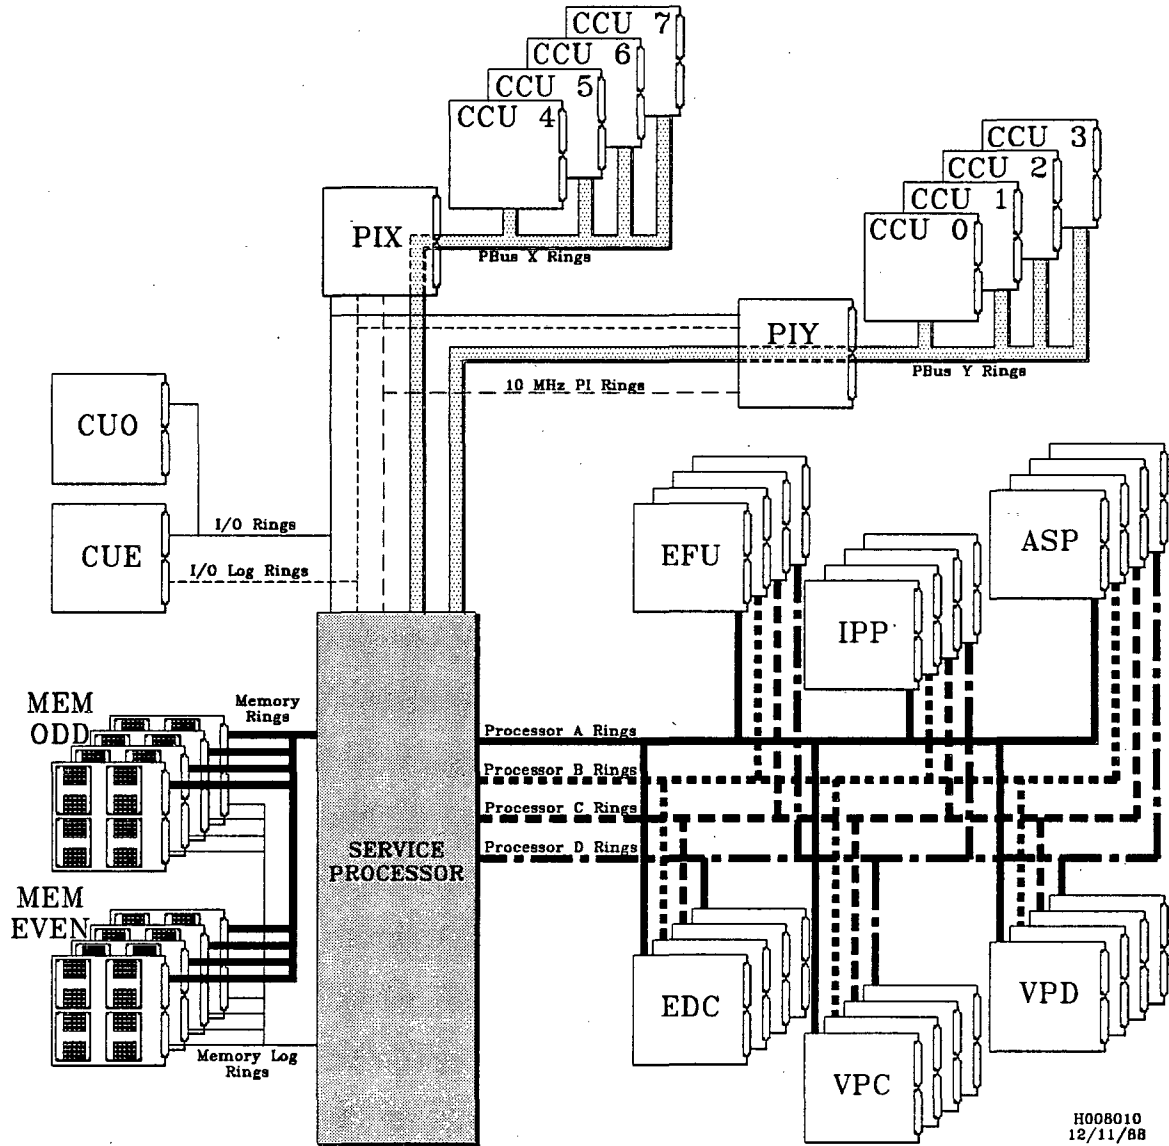 CCU 7
CCU 6
CCU 5
CCU 4
CCU 3
CCU 2
CCU 1
CCU 0
PIX
PBus X Rings
PIY
PBus Y Rings
10 MHz PI Rings
CUO
CUE
I/O Rings
I/O Log Rings
EFU
IPP
ASP
MEM
ODD
Memory
Rings
Processor A Rings
Processor B Rings
Processor C Rings
Processor D Rings
SERVICE
PROCESSOR
MEM
EVEN
Memory Log
Rings
EDC
VPC
VPD
H008010
12/11/88